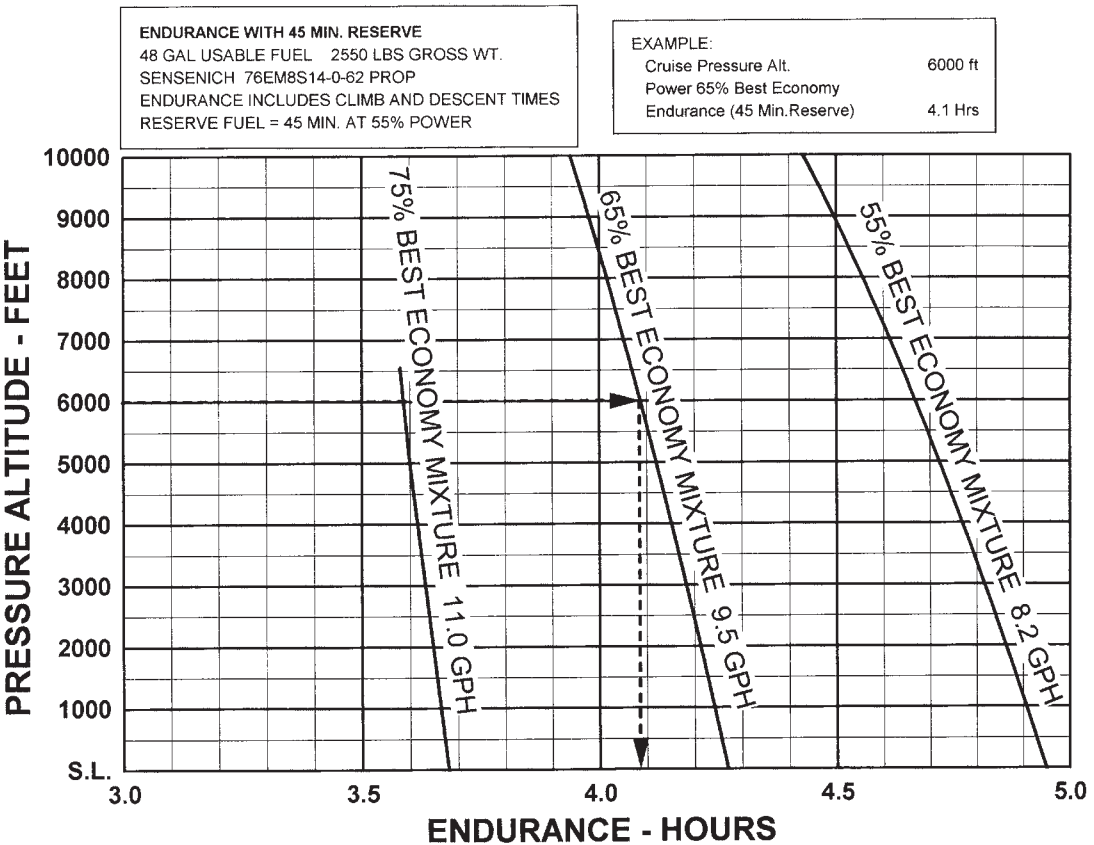 ENDURANCE WITH 45 MIN. RESERVE
48 GAL USABLE FUEL 2550 LBS GROSS WT.
SENSENICH 76EM8S14-0-62 PROP
ENDURANCE INCLUDES CLIMB AND DESCENT TIMES
RESERVE FUEL = 45 MIN. AT 55% POWER
EXAMPLE:
Cruise Pressure Alt. 6000 ft
Power 65% Best Economy
Endurance (45 Min.Reserve) 4.1 Hrs
PRESSURE ALTITUDE - FEET
10000
9000
8000
7000
6000
5000
4000
3000
2000
1000
S.L.
75% BEST ECONOMY MIXTURE 11.0 GPH
65% BEST ECONOMY MIXTURE 9.5 GPH
55% BEST ECONOMY MIXTURE 8.2 GPH
3.0 3.5 4.0 4.5 5.0
ENDURANCE - HOURS